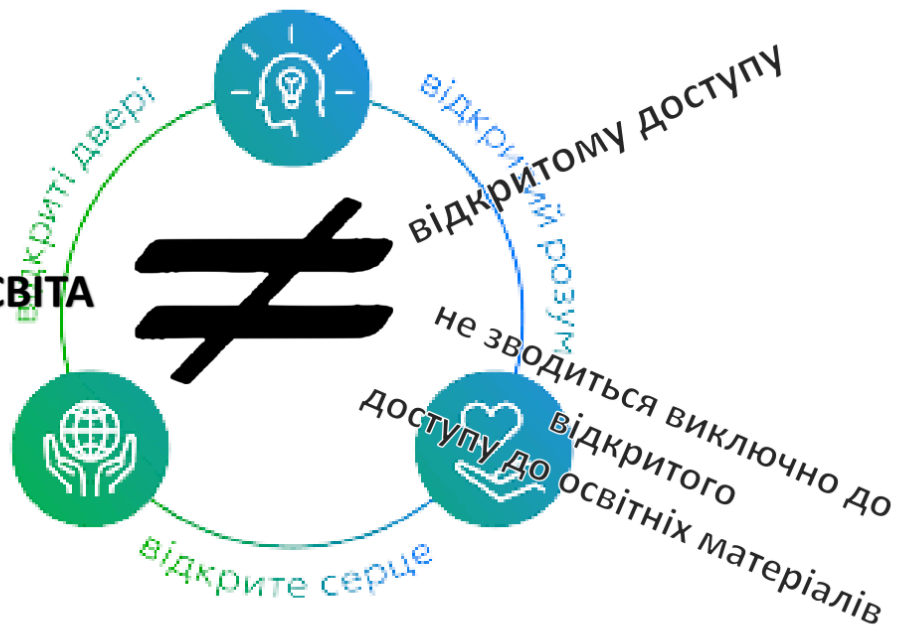 відкриті двері
відкритий розум
відкритому доступу
СВІТА
не зводиться виключно до
відкритого
доступу до освітніх матеріалів
відкрите серце